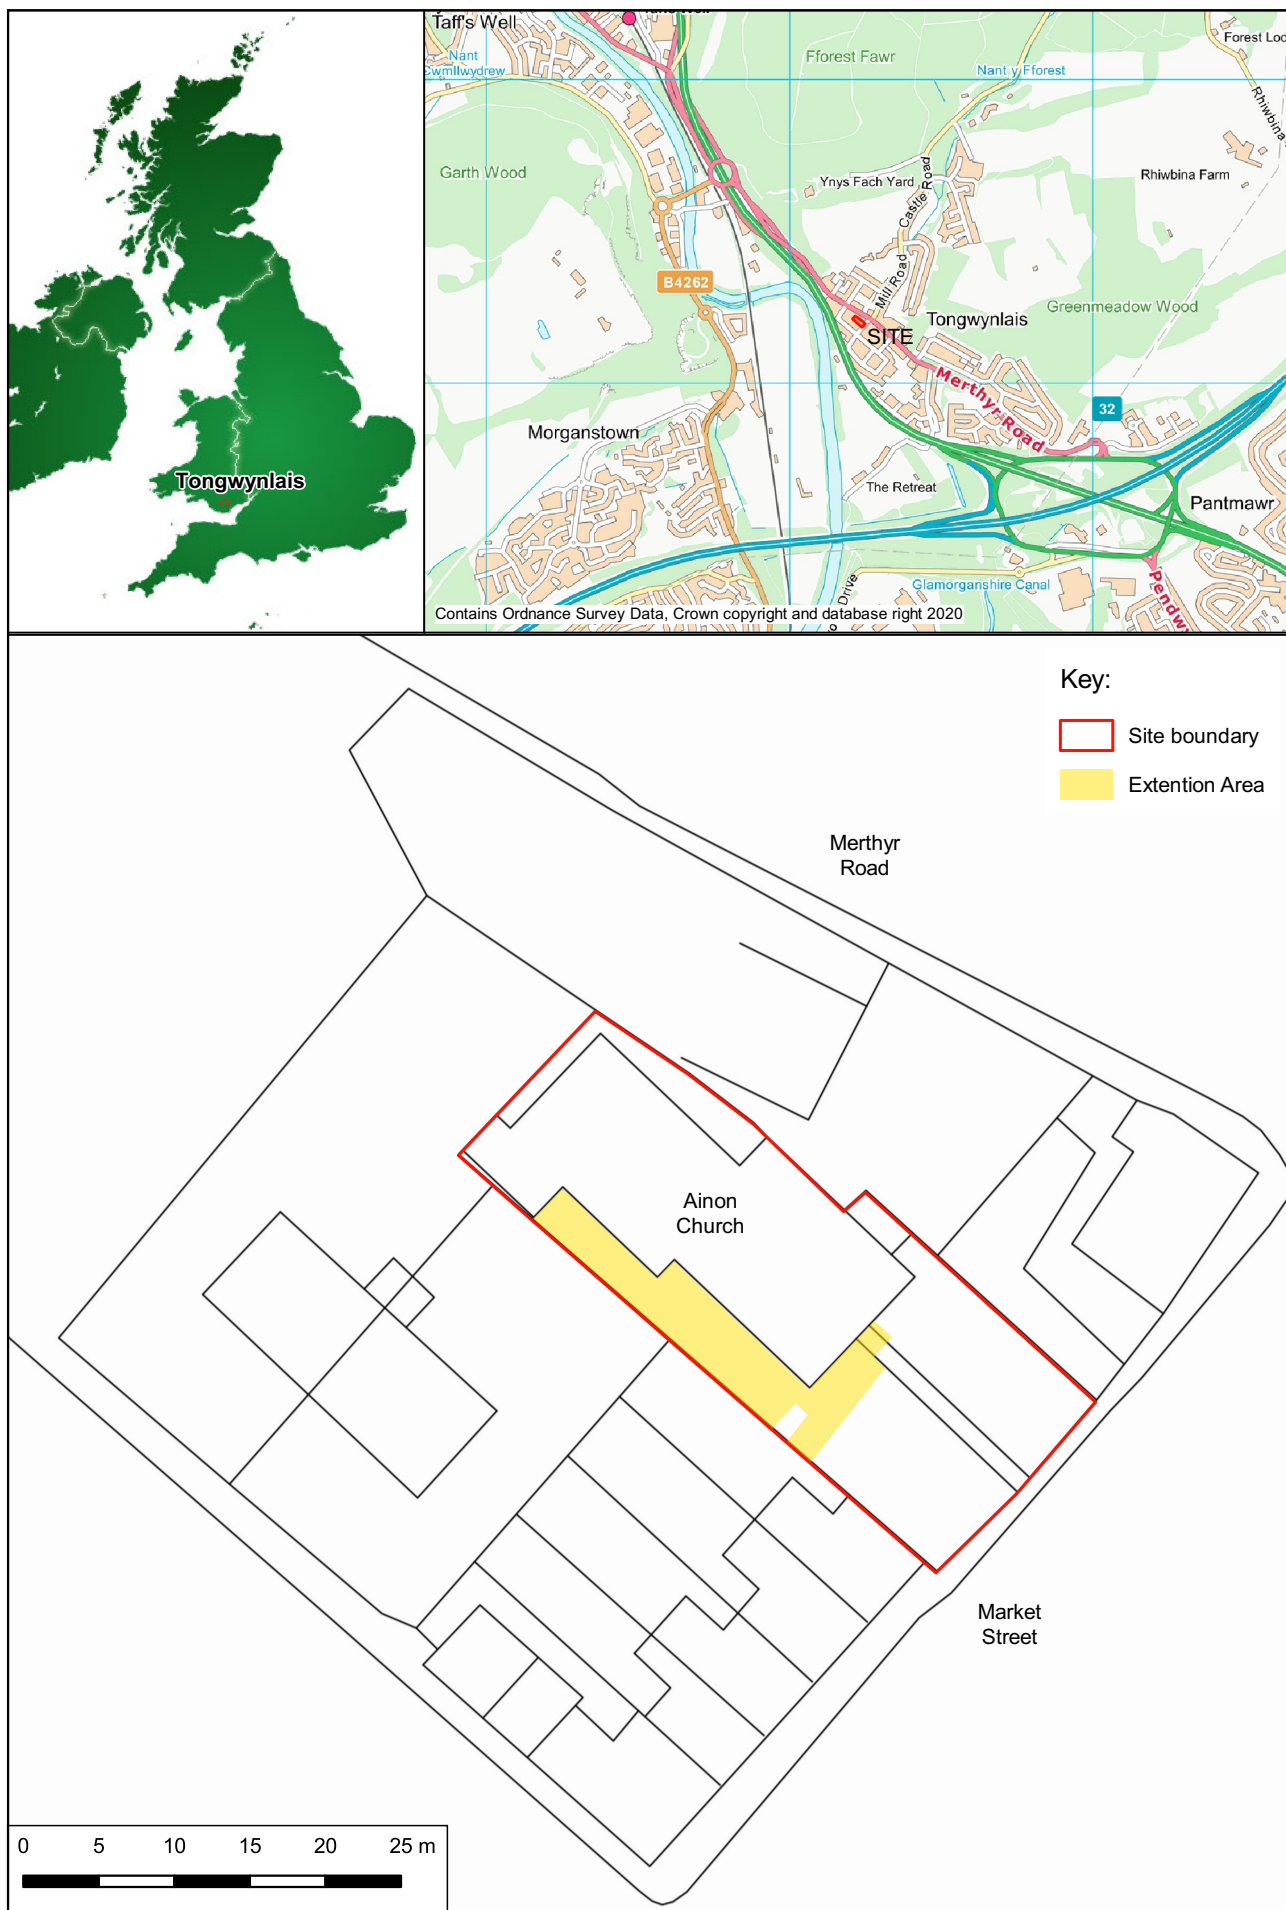 Tongwynlais
Taff's Well
Nant
Cwmllwydrew
Fforest Fawr
Nant y Fforest
Forest Lod
Rhiwbina
Garth Wood
Ynys Fach Yard
Castle Road
Rhiwbina Farm
B4262
Mill Road
Greenmeadow Wood
Tongwynlais
SITE
Merthyr Road
32
Morganstown
The Retreat
Pantmawr
Glamorganshire Canal
Drive
Pendwy
Contains Ordnance Survey Data, Crown copyright and database right 2020
Key:
Site boundary
Extention Area
Merthyr
Road
Ainon
Church
Market
Street
0 5 10 15 20 25 m